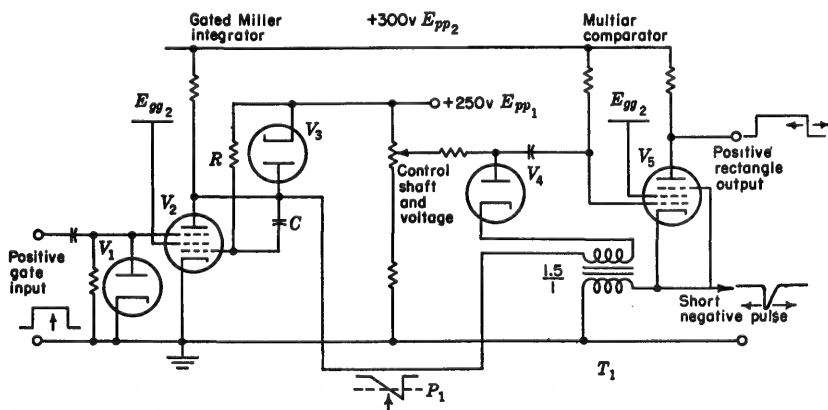 Gated Miller
integrator
+300v Epp2
Multiar
comparator
Egg2
+250v Epp1
Egg2
V3
R
V5
V2
V4
Control
shaft and
voltage
Positive
rectangle
output
C
V1
Positive
gate
input
1.5
1
Short
negative pulse
T1
P1